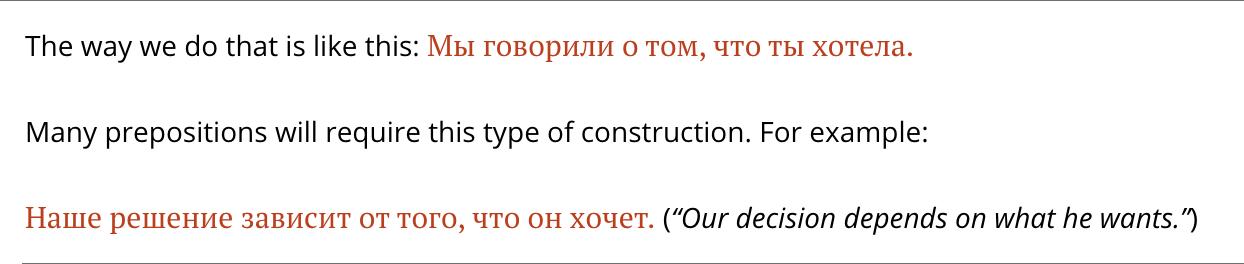 The way we do that is like this: Мы говорили о том, что ты хотела.
Many prepositions will require this type of construction. For example:
Наше решение зависит от того, что он хочет. (“Our decision depends on what he wants.”)